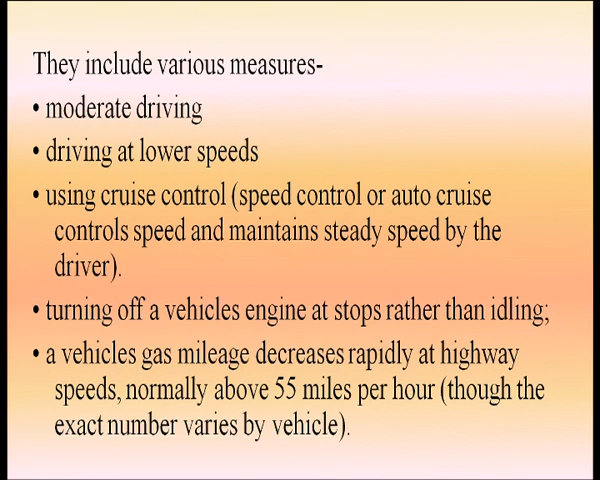 They include various measures-
• moderate driving
• driving at lower speeds
• using cruise control (speed control or auto cruise
controls speed and maintains steady speed by the
driver).
• turning off a vehicles engine at stops rather than idling;
• a vehicles gas mileage decreases rapidly at highway
speeds, normally above 55 miles per hour (though the
exact number varies by vehicle).